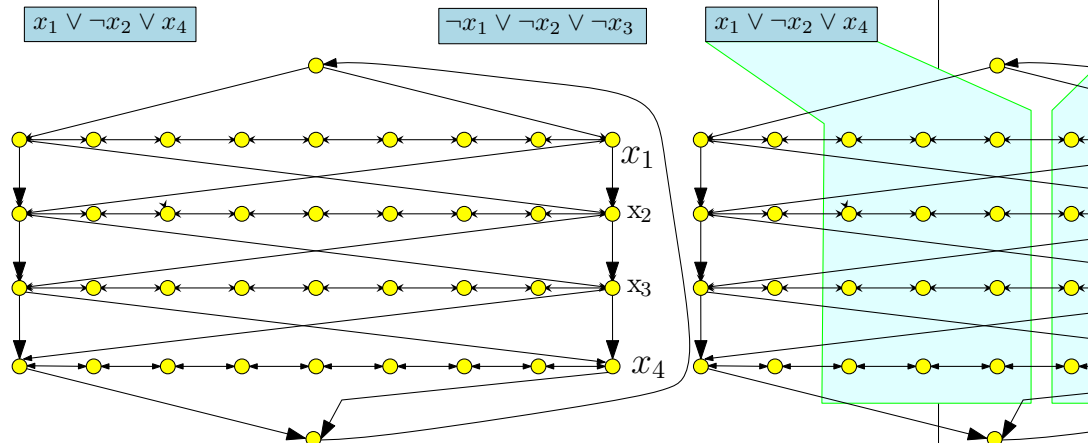 x₁ ∨ ¬x₂ ∨ x₄
¬x₁ ∨ ¬x₂ ∨ ¬x₃
x₁ ∨ ¬x₂ ∨ x₄
x₁
x₂
x₃
x₄